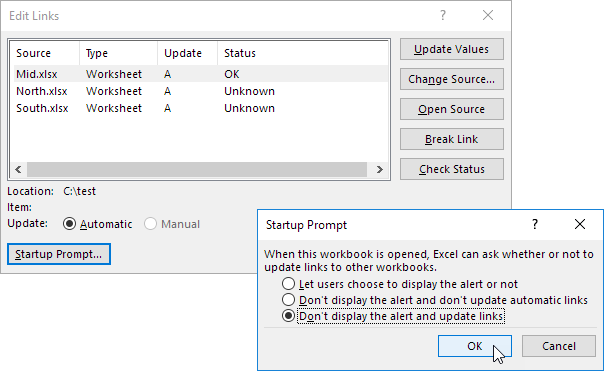 Edit Links ? ×
Source Type Update Status
Mid.xlsx Worksheet A OK
North.xlsx Worksheet A Unknown
South.xlsx Worksheet A Unknown
Update Values
Change Source...
Open Source
Break Link
Check Status
Location: C:\test
Item:
Update: Automatic Manual
Startup Prompt...
Startup Prompt ? ×
When this workbook is opened, Excel can ask whether or not to
update links to other workbooks.
Let users choose to display the alert or not
Don't display the alert and don't update automatic links
Don't display the alert and update links
OK Cancel